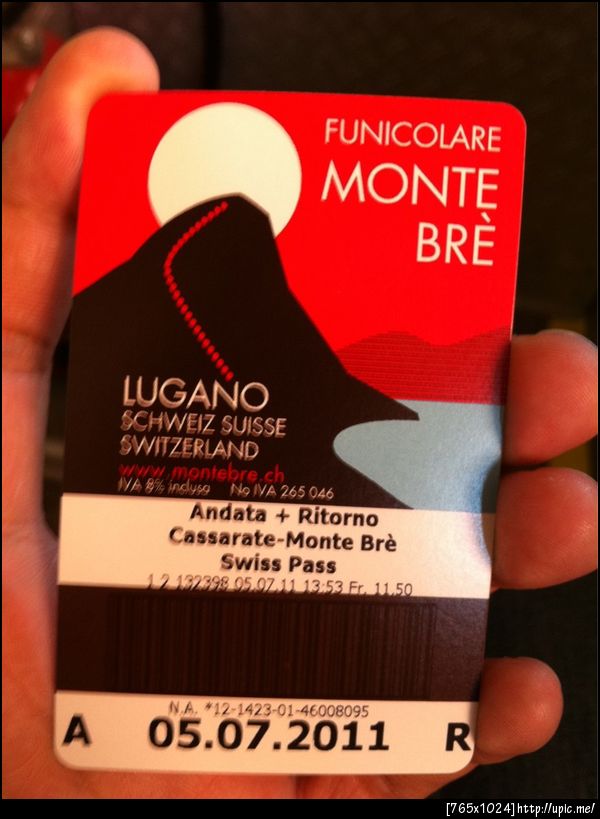 FUNICOLARE
MONTE
BRÈ
LUGANO
SCHWEIZ SUISSE
SWITZERLAND
www.montebre.ch
IVA 8% incluso No IVA 265 046
Andata + Ritorno
Cassarate-Monte Brè
Swiss Pass
1 2 132398 05.07.11 13:53 Fr. 11.50
N.A. *12-1423-01-46008095
A 05.07.2011 R
[765x1024]http://upic.me/